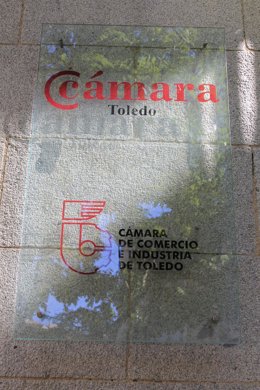 cámara
Toledo
CÁMARA
DE COMERCIO
E INDUSTRIA
DE TOLEDO